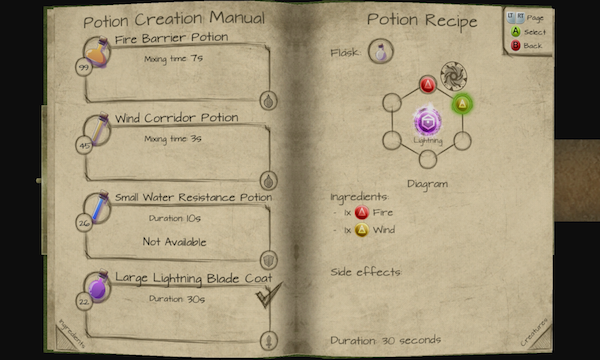 Potion Creation Manual
Fire Barrier Potion
Mixing time: 7s
99
Wind Corridor Potion
Mixing time: 3s
45
Small Water Resistance Potion
Duration: 10s
26
Not Available
Large Lightning Blade Coat
Duration: 30s
22
Ingredients
Potion Recipe
LT RT Page
A Select
B Back
Flask:
Lightning
Diagram
Ingredients:
- 1x Fire
- 1x Wind
Side effects:
Duration: 30 seconds
Creatures